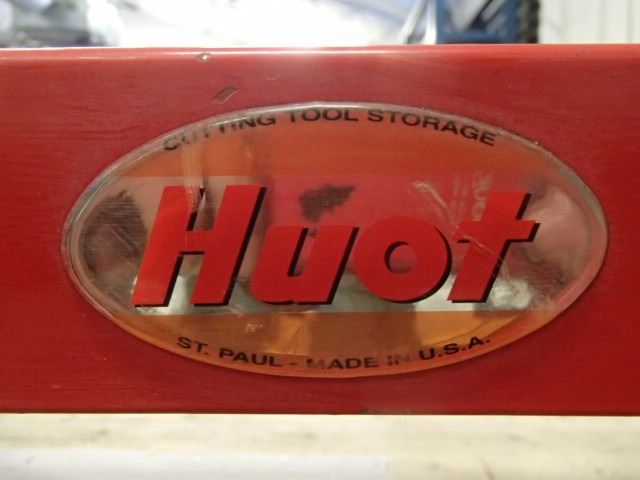 CUTTING TOOL STORAGE
Huot
ST. PAUL - MADE IN U.S.A.